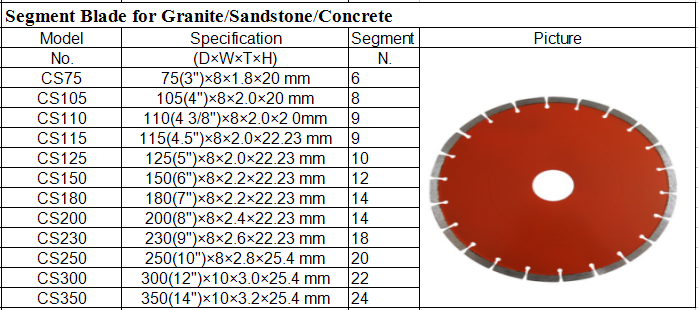 Segment Blade for Granite/Sandstone/Concrete
Model Specification Segment Picture
No. (D×W×T×H) N.
CS75 75(3")×8×1.8×20 mm 6
CS105 105(4")×8×2.0×20 mm 8
CS110 110(4 3/8")×8×2.0×2 0mm 9
CS115 115(4.5")×8×2.0×22.23 mm 9
CS125 125(5")×8×2.0×22.23 mm 10
CS150 150(6")×8×2.2×22.23 mm 12
CS180 180(7")×8×2.2×22.23 mm 14
CS200 200(8")×8×2.4×22.23 mm 14
CS230 230(9")×8×2.6×22.23 mm 18
CS250 250(10")×8×2.8×25.4 mm 20
CS300 300(12")×10×3.0×25.4 mm 22
CS350 350(14")×10×3.2×25.4 mm 24